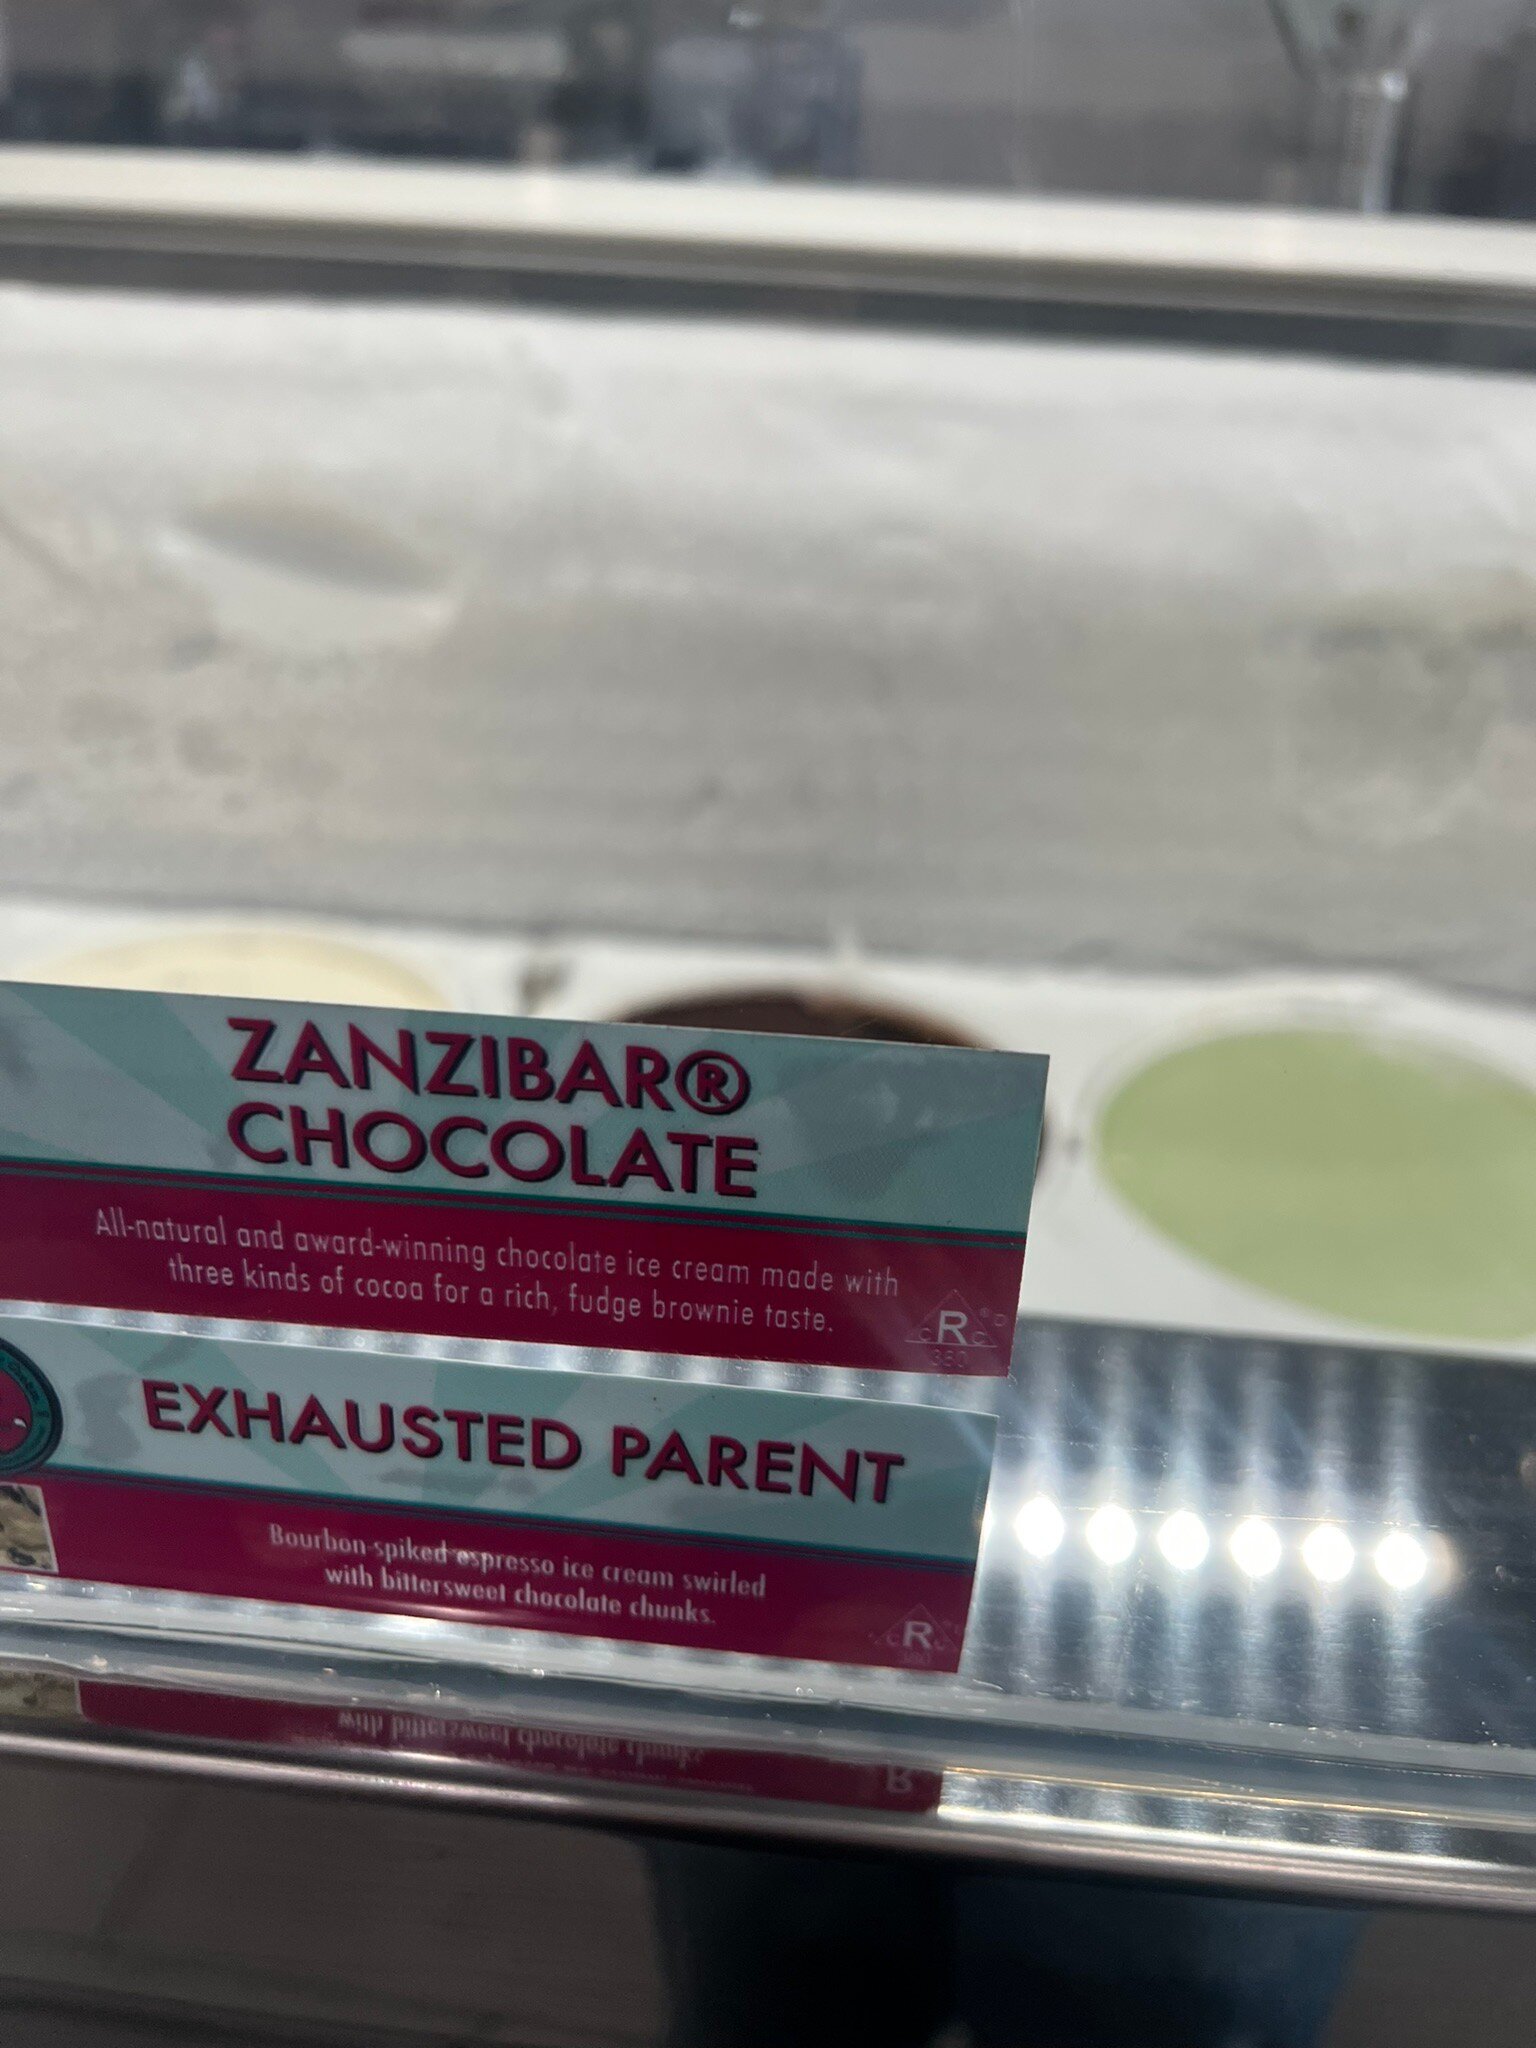 ZANZIBAR®
CHOCOLATE
All-natural and award-winning chocolate ice cream made with
three kinds of cocoa for a rich, fudge brownie taste.
R
C C
EXHAUSTED PARENT
Bourbon-spiked espresso ice cream swirled
with bittersweet chocolate chunks.
R